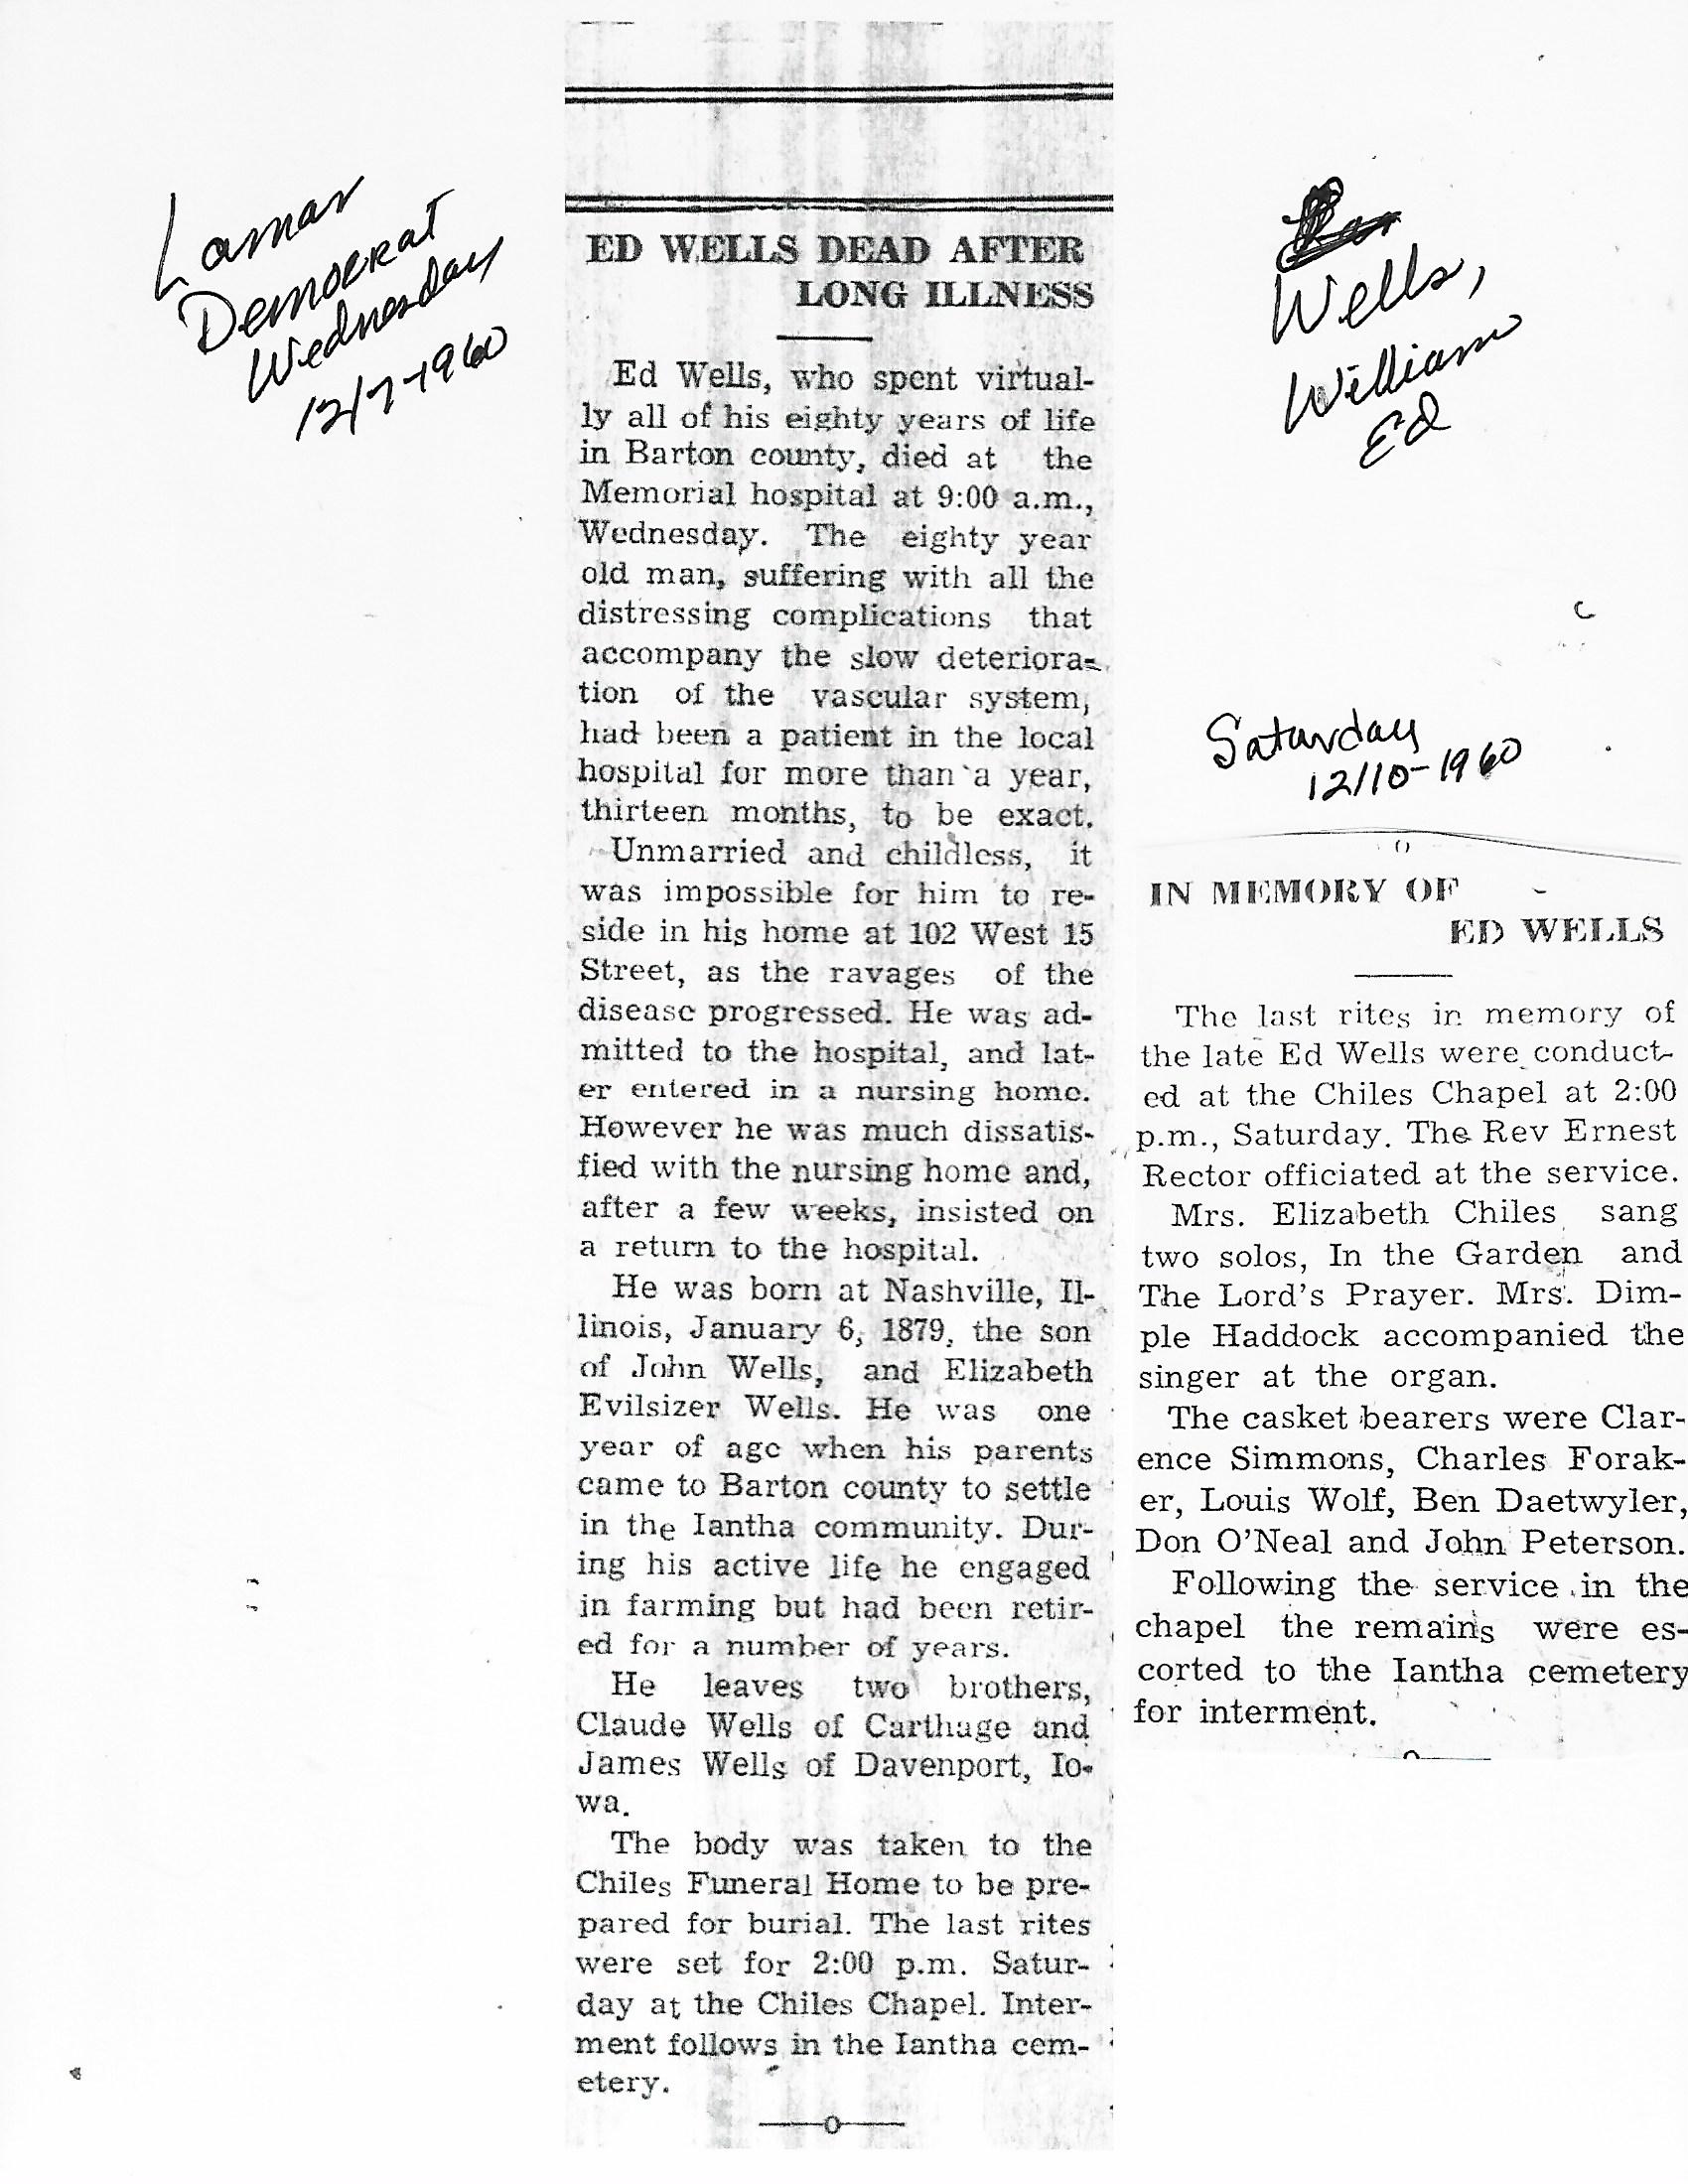 Lamar
Democrat
Wednesday
12/7-1960
ED WELLS DEAD AFTER
LONG ILLNESS
Ed Wells, who spent virtual-
ly all of his eighty years of life
in Barton county, died at the
Memorial hospital at 9:00 a.m.,
Wednesday. The eighty year
old man, suffering with all the
distressing complications that
accompany the slow deteriora-
tion of the vascular system,
had been a patient in the local
hospital for more than a year,
thirteen months, to be exact.
Unmarried and childless, it
was impossible for him to re-
side in his home at 102 West 15
Street, as the ravages of the
disease progressed. He was ad-
mitted to the hospital, and lat-
er entered in a nursing home.
However he was much dissatis-
fied with the nursing home and,
after a few weeks, insisted on
a return to the hospital.
He was born at Nashville, Il-
linois, January 6, 1879, the son
of John Wells, and Elizabeth
Evilsizer Wells. He was one
year of age when his parents
came to Barton county to settle
in the Iantha community. Dur-
ing his active life he engaged
in farming but had been retir-
ed for a number of years.
He leaves two brothers,
Claude Wells of Carthage and
James Wells of Davenport, Io-
wa.
The body was taken to the
Chiles Funeral Home to be pre-
pared for burial. The last rites
were set for 2:00 p.m. Satur-
day at the Chiles Chapel. Inter-
ment follows in the Iantha cem-
etery.
Wells,
William
Ed
Saturday
12/10-1960
IN MEMORY OF
ED WELLS
The last rites in memory of
the late Ed Wells were conduct-
ed at the Chiles Chapel at 2:00
p.m., Saturday. The Rev Ernest
Rector officiated at the service.
Mrs. Elizabeth Chiles sang
two solos, In the Garden and
The Lord's Prayer. Mrs. Dim-
ple Haddock accompanied the
singer at the organ.
The casket bearers were Clar-
ence Simmons, Charles Forak-
er, Louis Wolf, Ben Daetwyler,
Don O'Neal and John Peterson.
Following the service in the
chapel the remains were es-
corted to the Iantha cemetery
for interment.